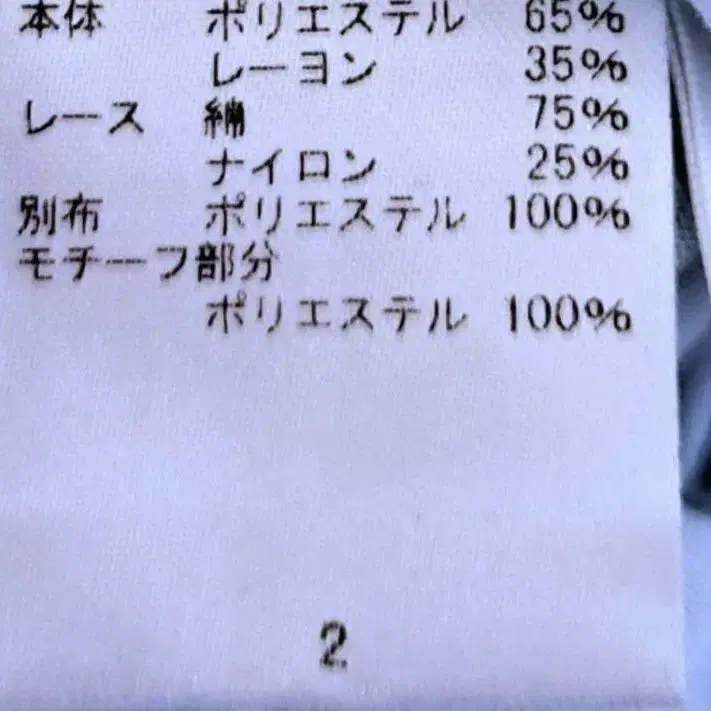 本体 ポリエステル 65%
レーヨン 35%
レース 綿 75%
ナイロン 25%
別布 ポリエステル 100%
モチーフ部分
ポリエステル 100%
2